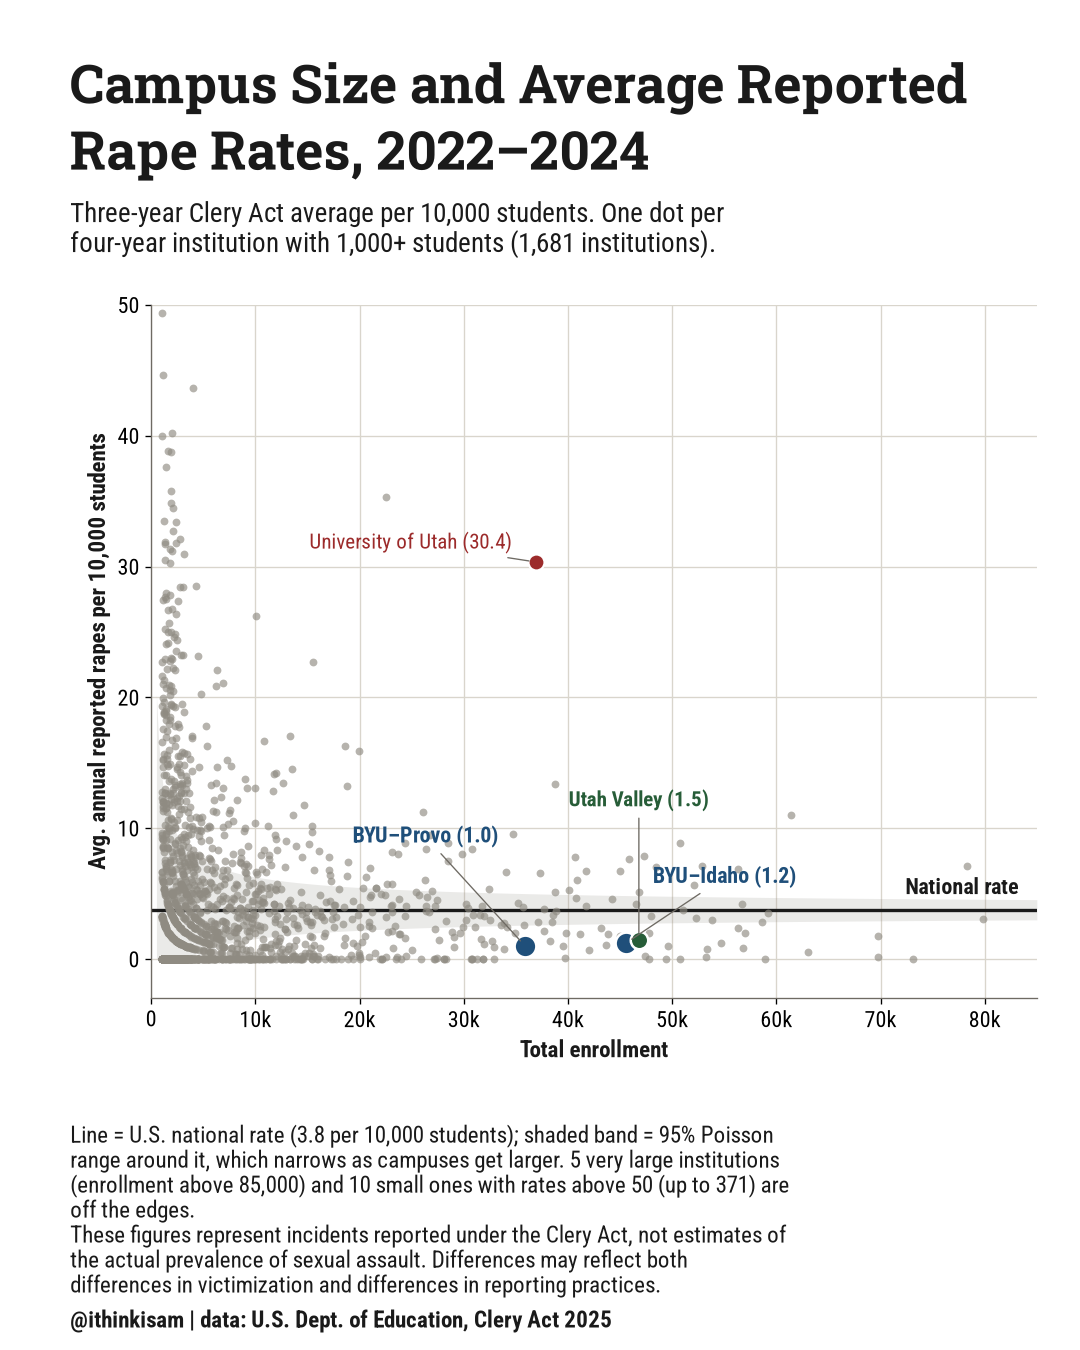 Campus Size and Average Reported
Rape Rates, 2022–2024
Three-year Clery Act average per 10,000 students. One dot per
four-year institution with 1,000+ students (1,681 institutions).
Avg. annual reported rapes per 10,000 students
50
40
30
20
10
0
University of Utah (30.4)
Utah Valley (1.5)
BYU–Provo (1.0)
BYU–Idaho (1.2)
National rate
0 10k 20k 30k 40k 50k 60k 70k 80k
Total enrollment
Line = U.S. national rate (3.8 per 10,000 students); shaded band = 95% Poisson
range around it, which narrows as campuses get larger. 5 very large institutions
(enrollment above 85,000) and 10 small ones with rates above 50 (up to 371) are
off the edges.
These figures represent incidents reported under the Clery Act, not estimates of
the actual prevalence of sexual assault. Differences may reflect both
differences in victimization and differences in reporting practices.
@ithinkisam | data: U.S. Dept. of Education, Clery Act 2025